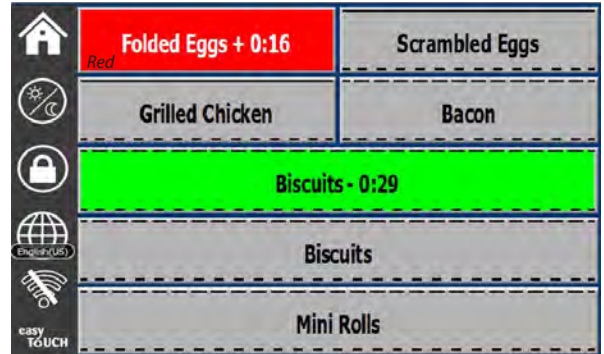 Folded Eggs + 0:16
Red
Scrambled Eggs
Grilled Chicken
Bacon
Biscuits - 0:29
Biscuits
Mini Rolls
English(US)
easy
TOUCH